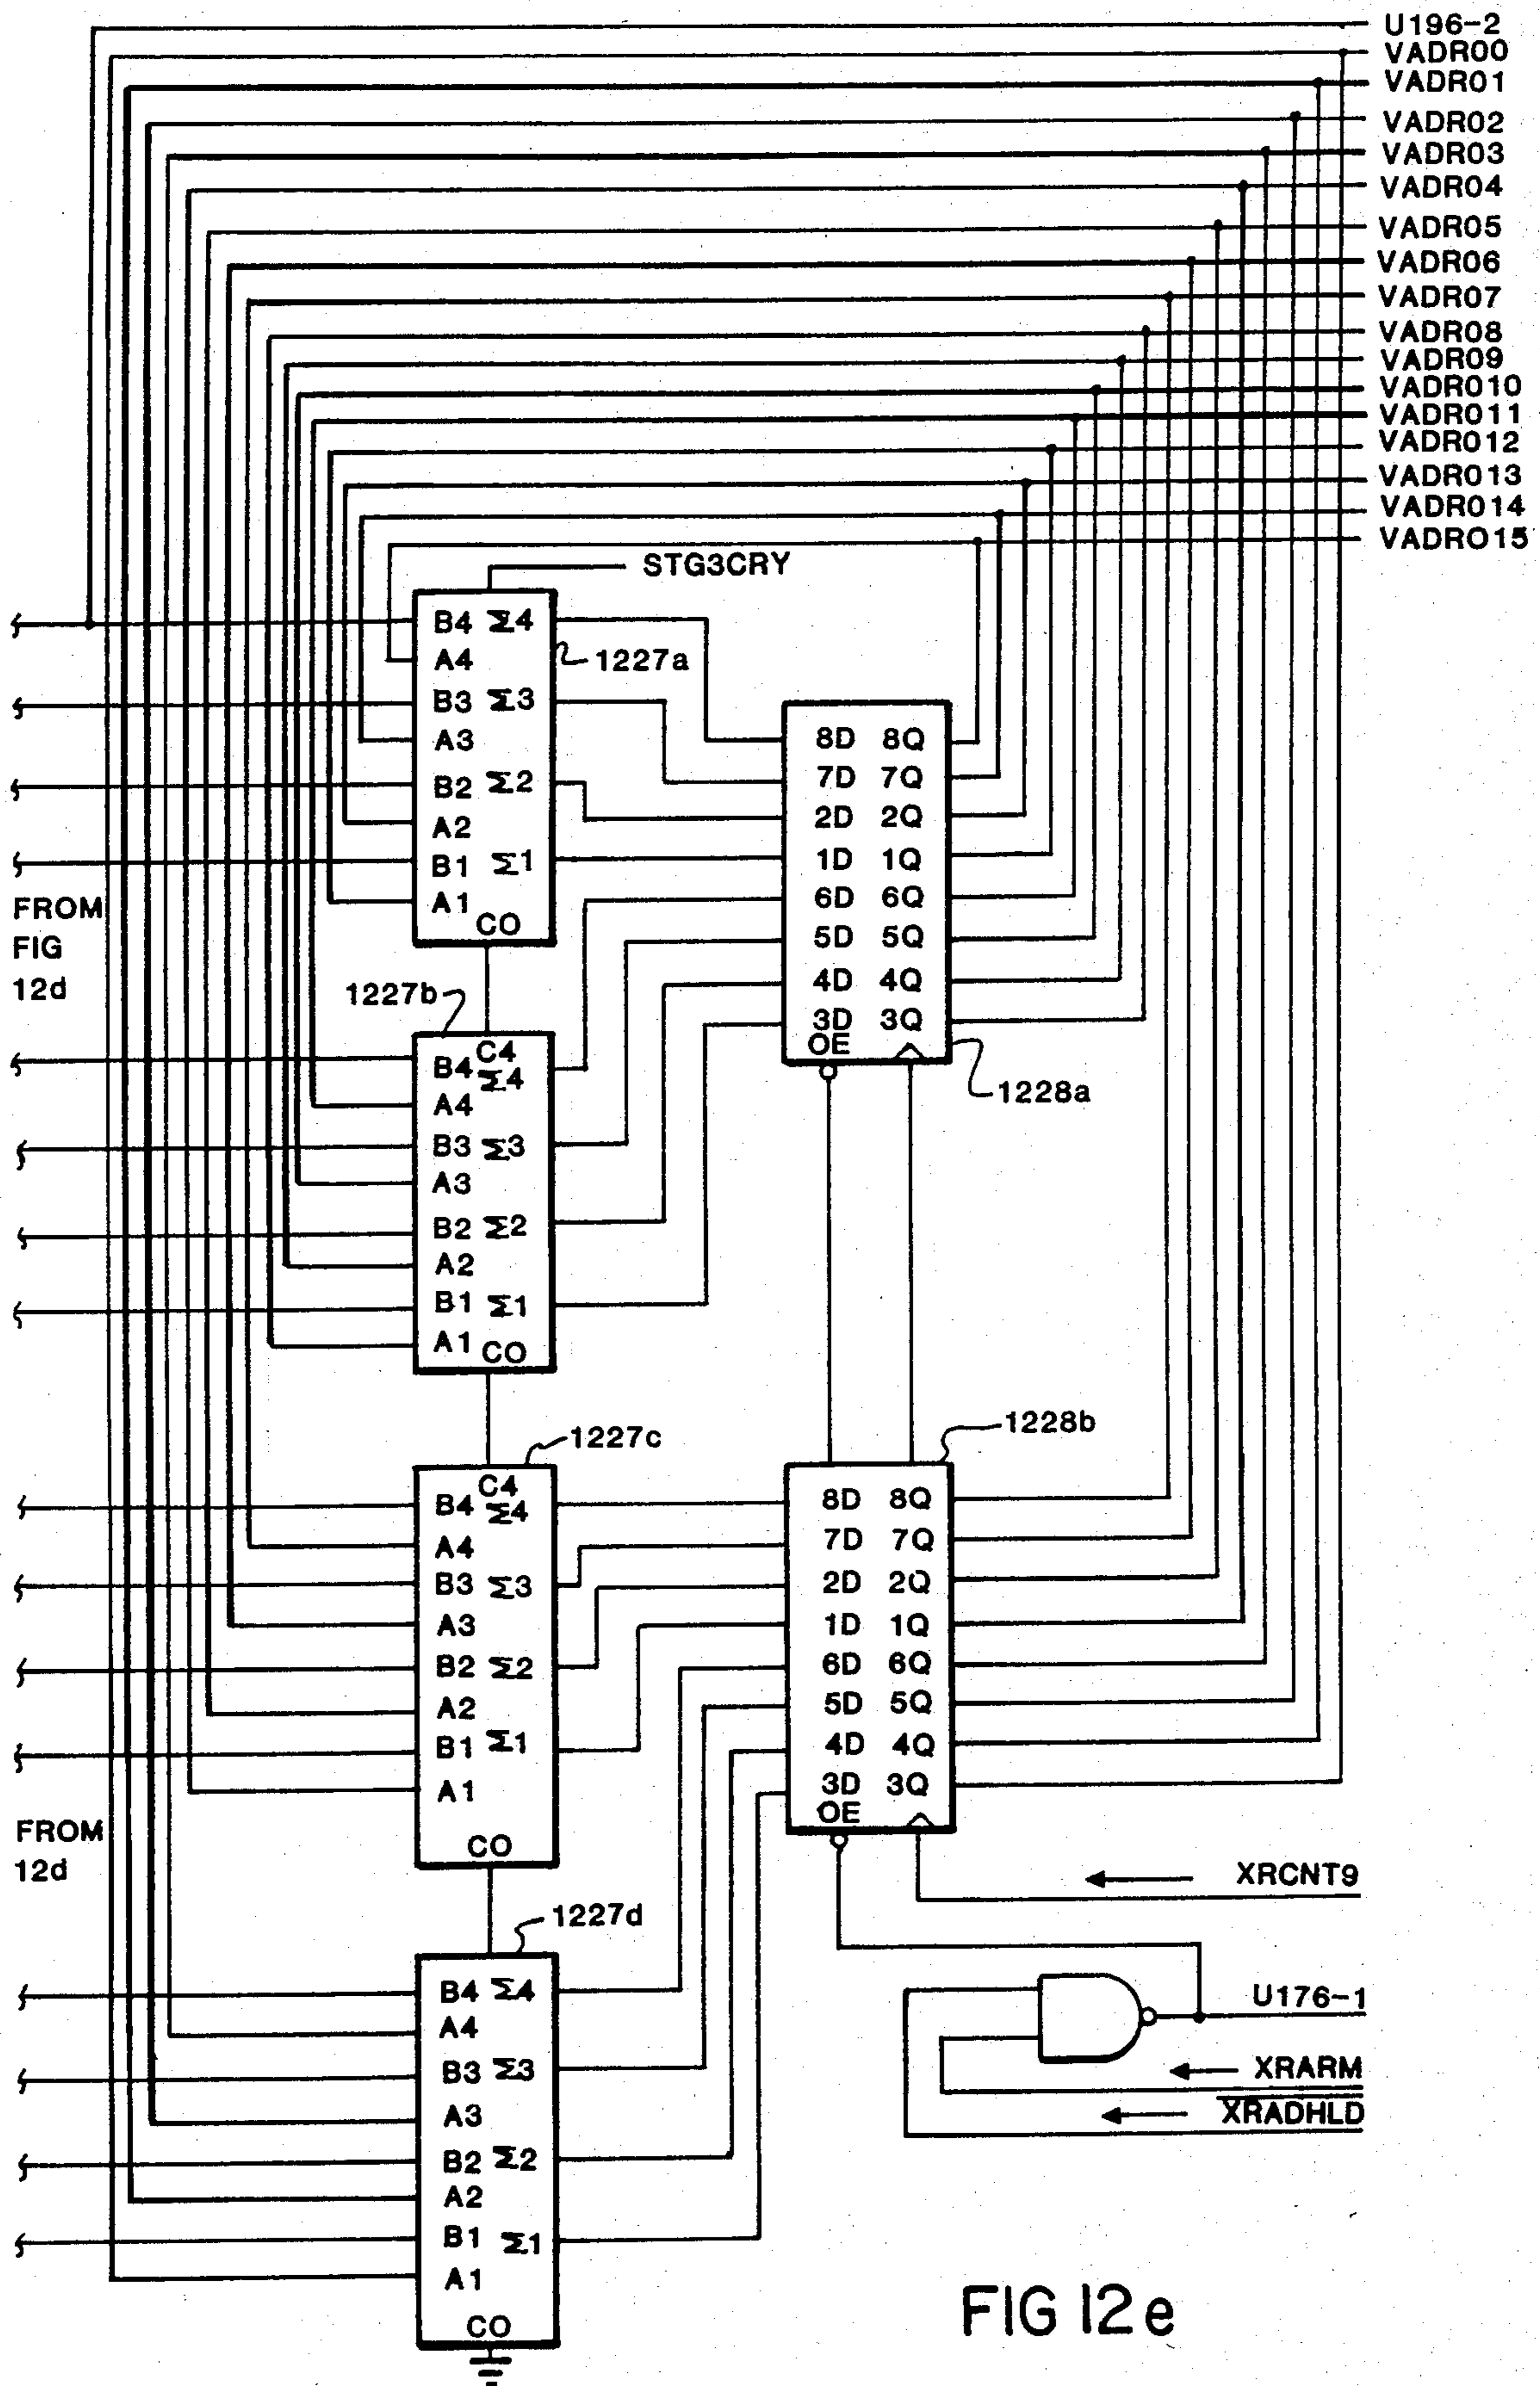 U196-2
VADR00
VADR01
VADR02
VADR03
VADR04
VADR05
VADR06
VADR07
VADR08
VADR09
VADR010
VADR011
VADR012
VADR013
VADR014
VADR015
STG3CRY
B4 Σ4
A4
B3 Σ3
A3
B2 Σ2
A2
B1 Σ1
A1
CO
1227a
8D 8Q
7D 7Q
2D 2Q
1D 1Q
6D 6Q
5D 5Q
4D 4Q
3D 3Q
OE
1228a
FROM
FIG
12d
1227b
C4
B4 Σ4
A4
B3 Σ3
A3
B2 Σ2
A2
B1 Σ1
A1
CO
1227c
C4
B4 Σ4
A4
B3 Σ3
A3
B2 Σ2
A2
B1 Σ1
A1
CO
1228b
8D 8Q
7D 7Q
2D 2Q
1D 1Q
6D 6Q
5D 5Q
4D 4Q
3D 3Q
OE
FROM
12d
XRCNT9
1227d
B4 Σ4
A4
B3 Σ3
A3
B2 Σ2
A2
B1 Σ1
A1
CO
U176-1
XRARM
XRADHLD
FIG 12e